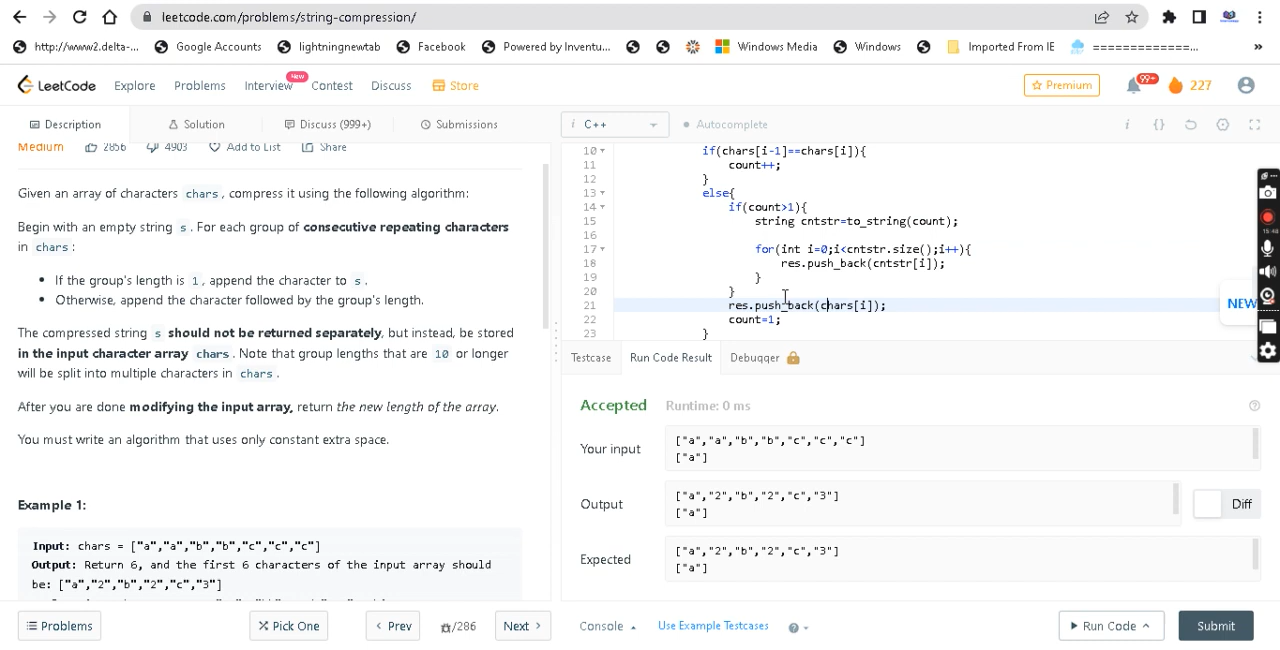 leetcode.com/problems/string-compression/
http://www2.delta-... Google Accounts lightningnewtab Facebook Powered by Inventu... Windows Media Windows Imported From IE ============... »
LeetCode Explore Problems Interview New Contest Discuss Store Premium 99+ 227
Description Solution Discuss (999+) Submissions
i C++ Autocomplete
Medium 2856 4903 Add to List Share
Given an array of characters chars, compress it using the following algorithm:
Begin with an empty string s. For each group of consecutive repeating characters
in chars:
• If the group's length is 1, append the character to s.
• Otherwise, append the character followed by the group's length.
The compressed string s should not be returned separately, but instead, be stored
in the input character array chars. Note that group lengths that are 10 or longer
will be split into multiple characters in chars.
After you are done modifying the input array, return the new length of the array.
You must write an algorithm that uses only constant extra space.
Example 1:
Input: chars = ["a","a","b","b","c","c","c"]
Output: Return 6, and the first 6 characters of the input array should
be: ["a","2","b","2","c","3"]
10 if(chars[i-1]==chars[i]){
11 count++;
12 }
13 else{
14 if(count>1){
15 string cntstr=to_string(count);
16
17 for(int i=0;i<cntstr.size();i++){
18 res.push_back(cntstr[i]);
19 }
20 }
21 res.push_back(chars[i]);
22 count=1;
23 }
NEW
15:48
Testcase Run Code Result Debugger
Accepted Runtime: 0 ms
Your input
["a","a","b","b","c","c","c"]
["a"]
Output
["a","2","b","2","c","3"]
["a"]
Diff
Expected
["a","2","b","2","c","3"]
["a"]
Problems Pick One < Prev /286 Next > Console Use Example Testcases Run Code Submit